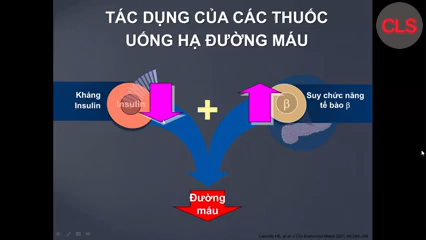 TÁC DỤNG CỦA CÁC THUỐC
UỐNG HẠ ĐƯỜNG MÁU
CLS
Kháng
Insulin
Insulin
+
β
Suy chức năng
tế bào β
Đường
máu